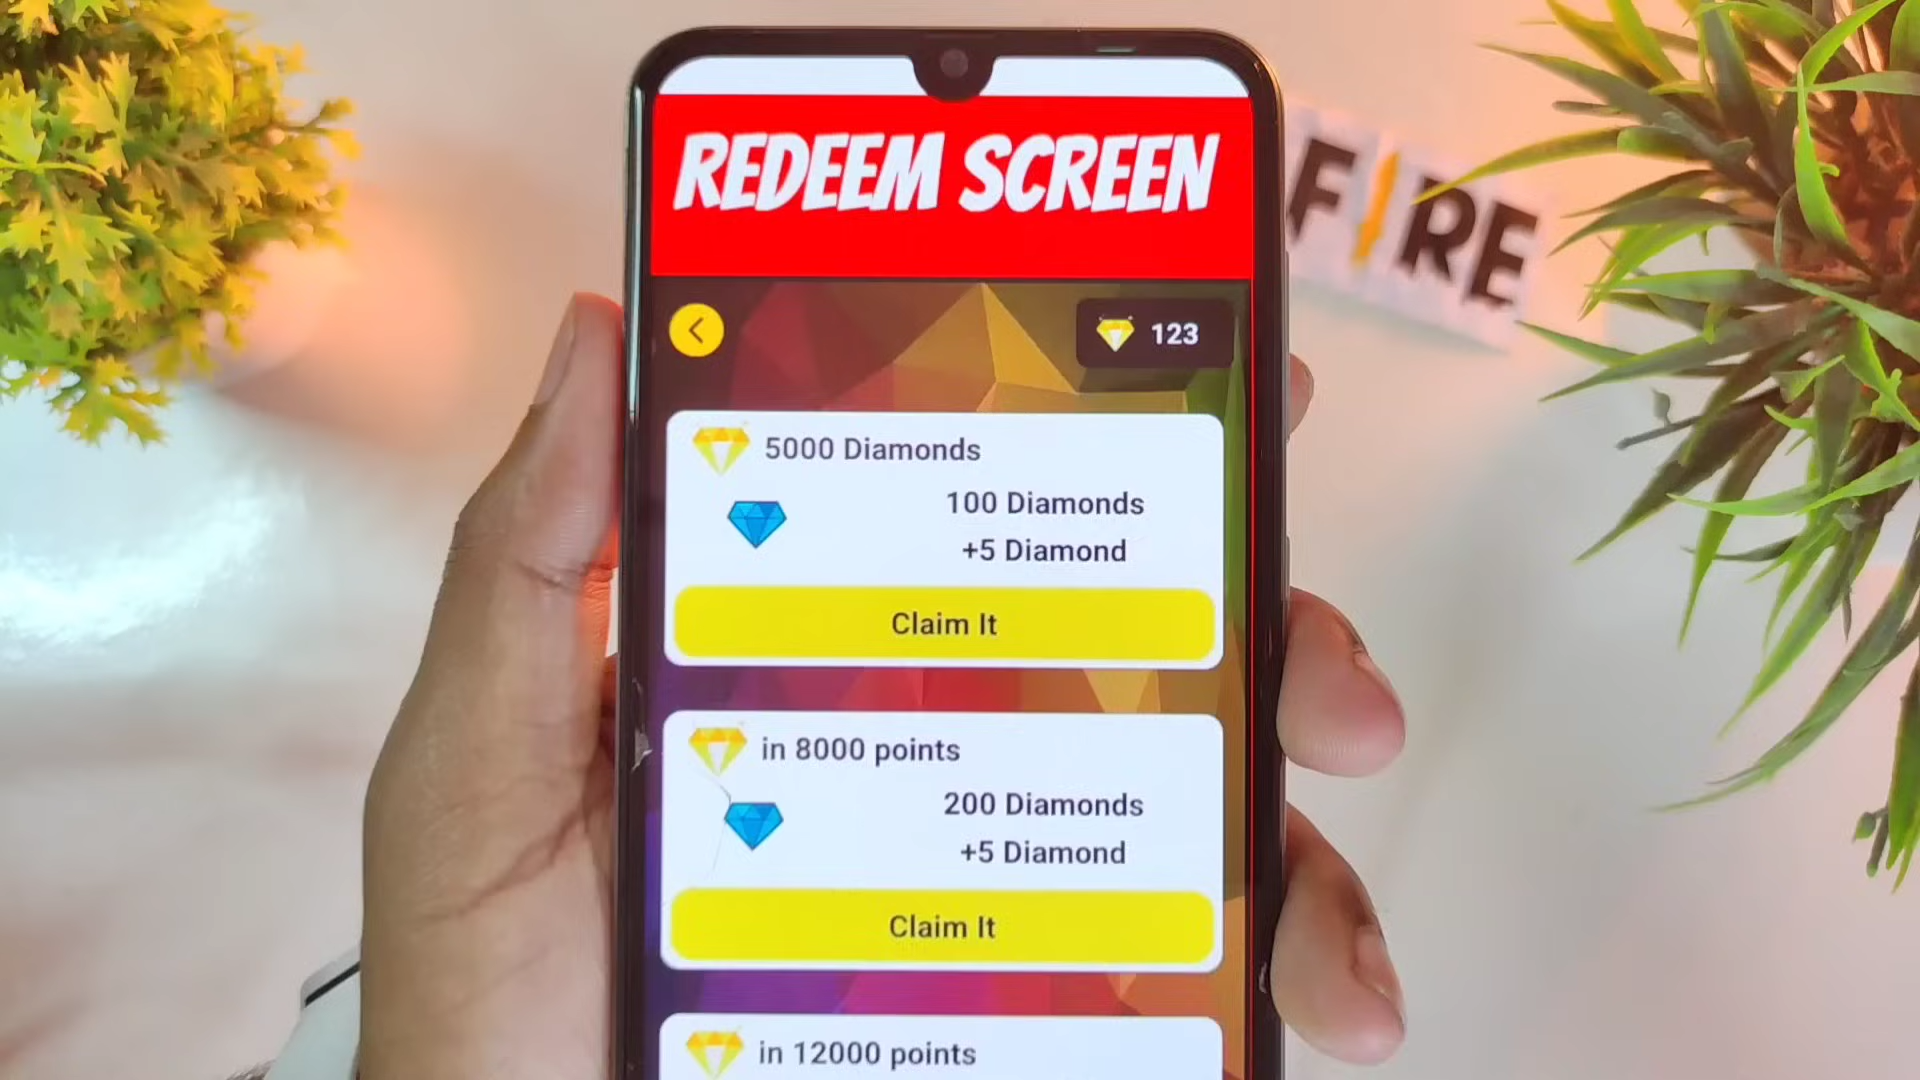 REDEEM SCREEN
FIRE
123
5000 Diamonds
100 Diamonds
+5 Diamond
Claim It
in 8000 points
200 Diamonds
+5 Diamond
Claim It
in 12000 points